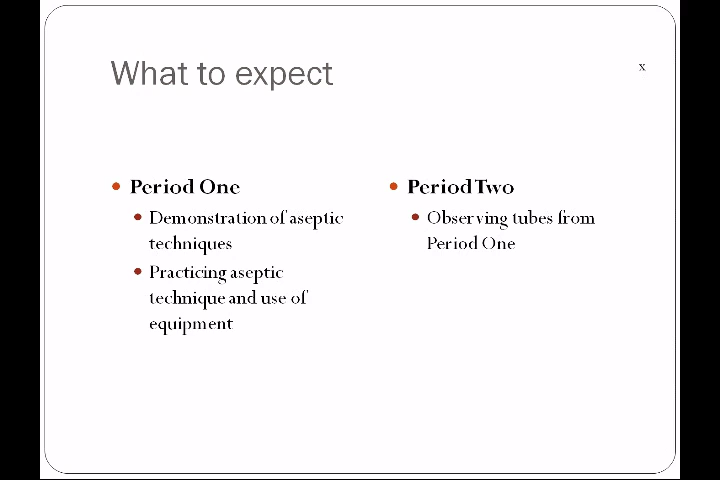 What to expect
x
Period One
Demonstration of aseptic
techniques
Practicing aseptic
technique and use of
equipment
Period Two
Observing tubes from
Period One